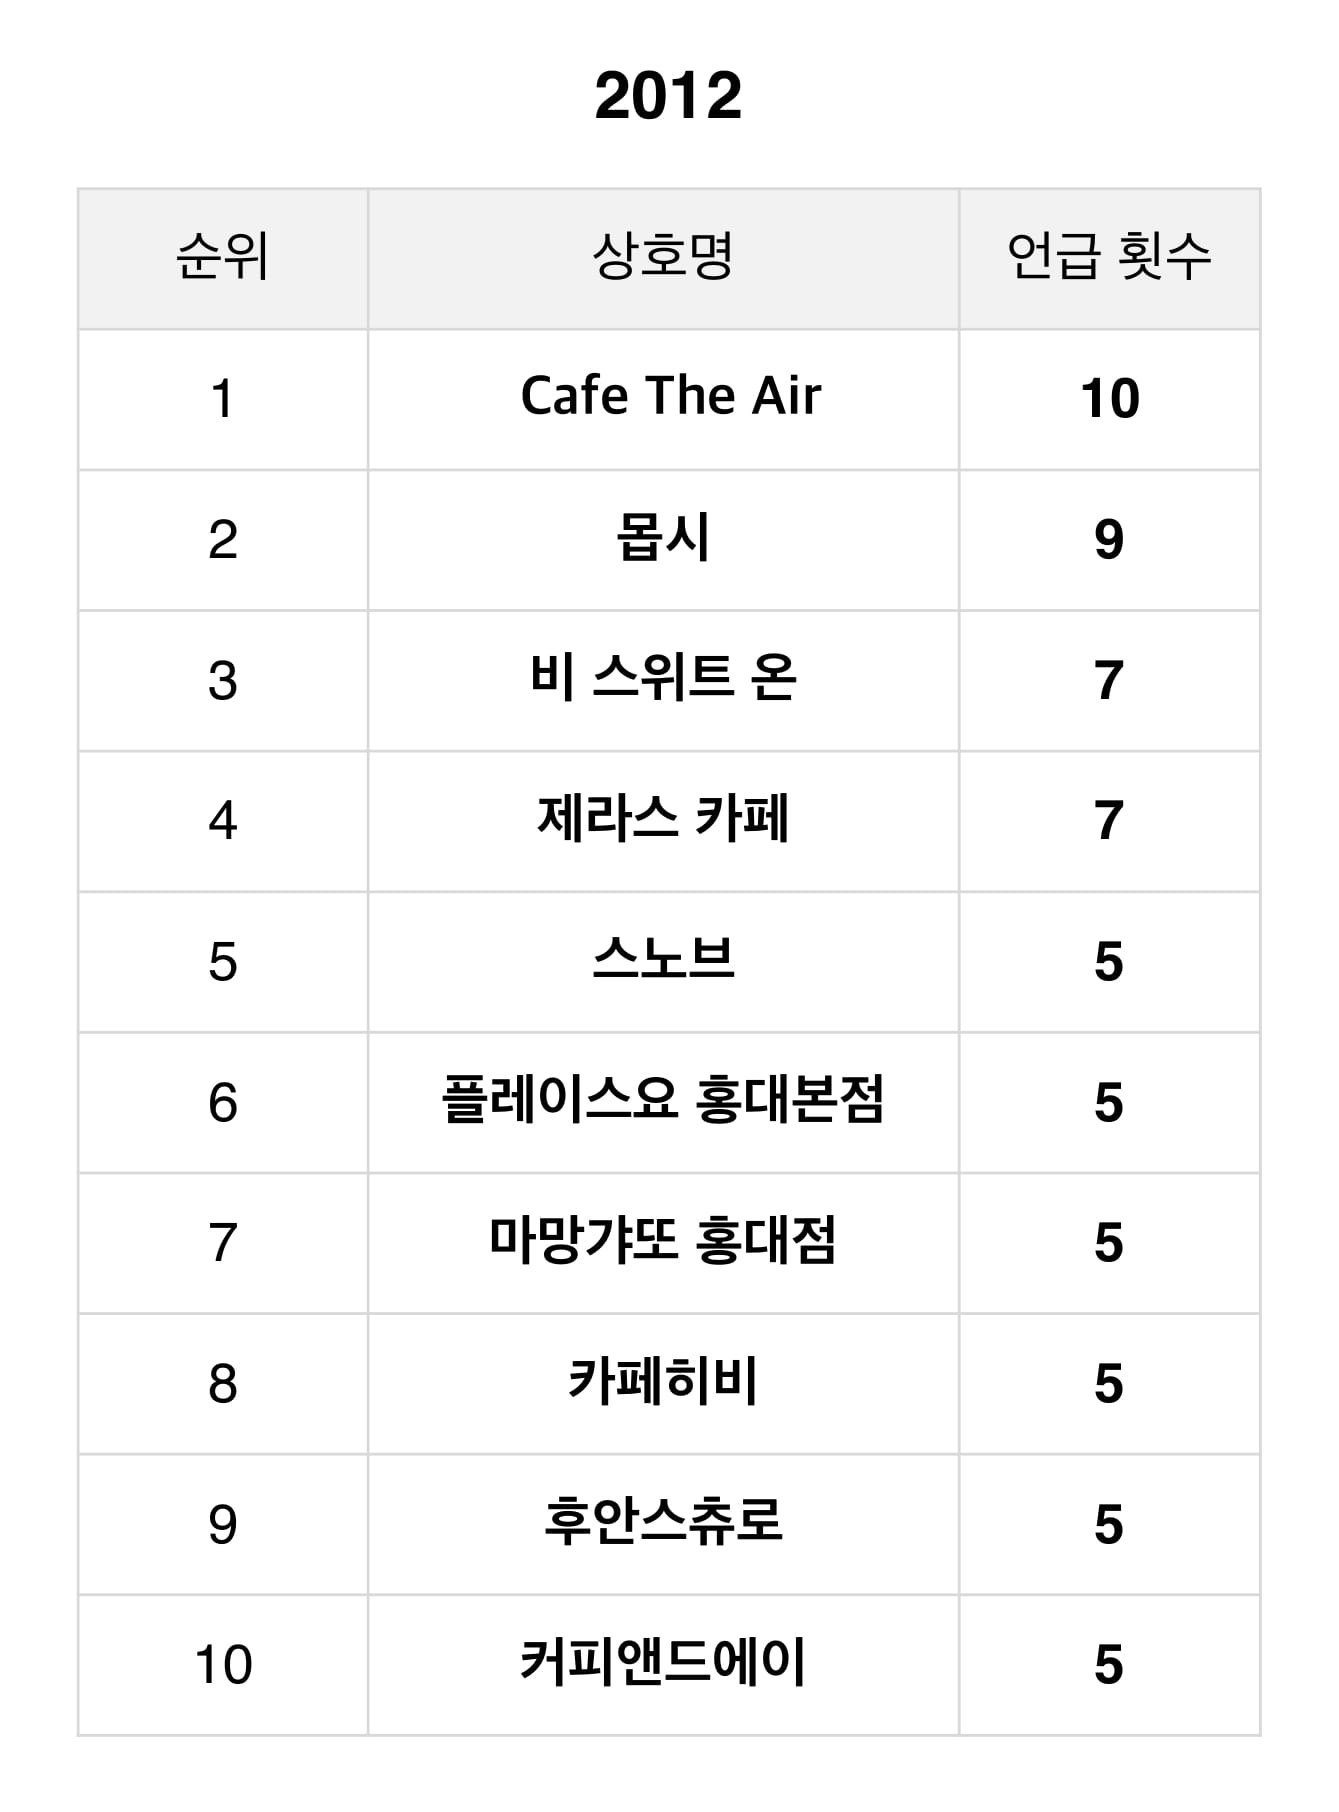 2012
순위 상호명 언급 횟수
1 Cafe The Air 10
2 몹시 9
3 비 스위트 온 7
4 제라스 카페 7
5 스노브 5
6 플레이스요 홍대본점 5
7 마망갸또 홍대점 5
8 카페히비 5
9 후안스츄로 5
10 커피앤드에이 5